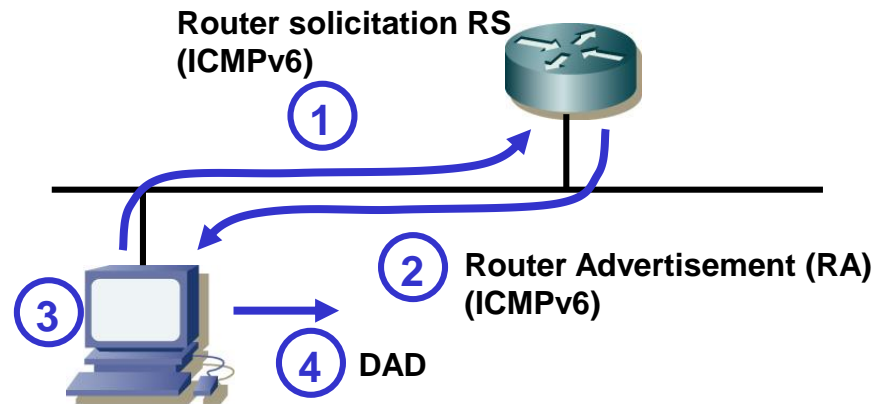 Router solicitation RS
(ICMPv6)
1
2
Router Advertisement (RA)
(ICMPv6)
3
4
DAD